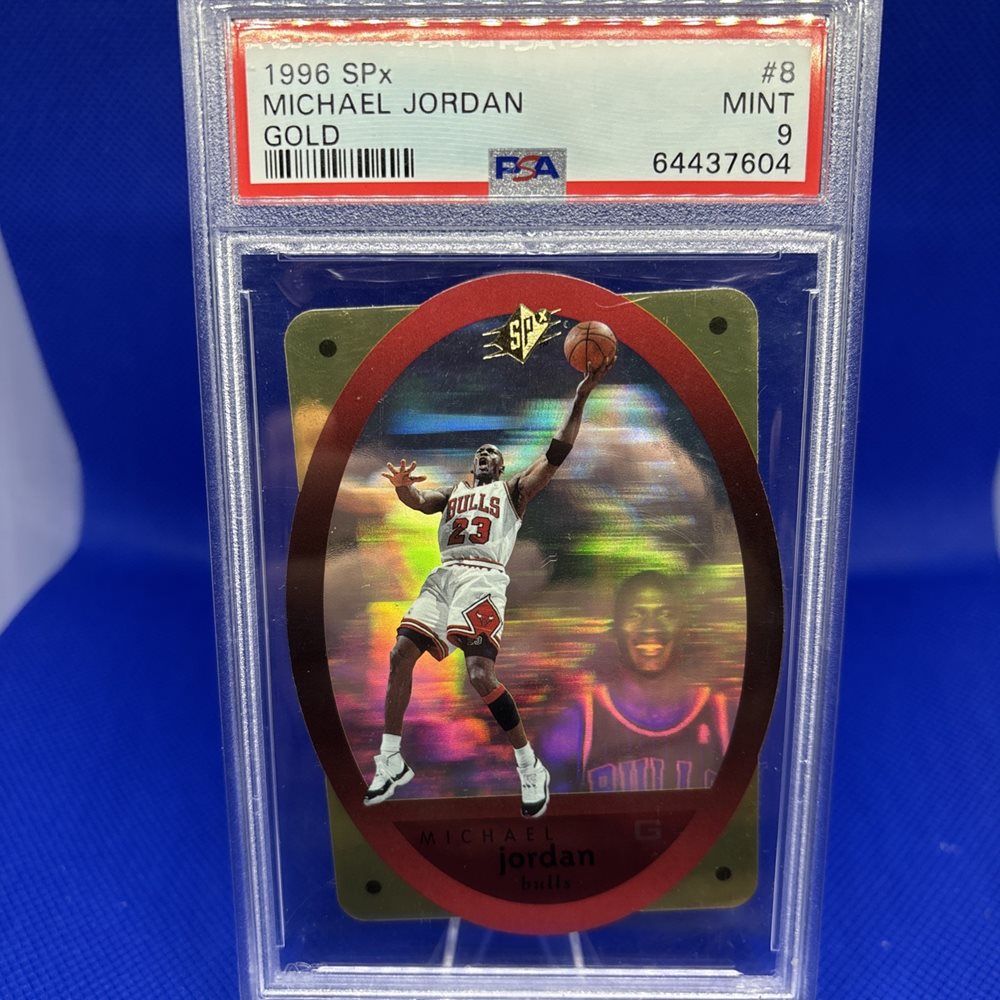 1996 SPx #8
MICHAEL JORDAN MINT
GOLD 9
PSA 64437604
SPx
BULLS
23
MICHAEL
G
jordan
bulls
BULLS